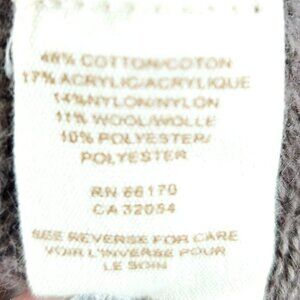 48% COTTON/COTON
17% ACRYLIC/ACRYLIQUE
14% NYLON/NYLON
11% WOOL/WOLLE
10% POLYESTER/
POLYESTER
RN 66170
CA 32054
SEE REVERSE FOR CARE
VOIR L'INVERSE POUR
LE SOIN